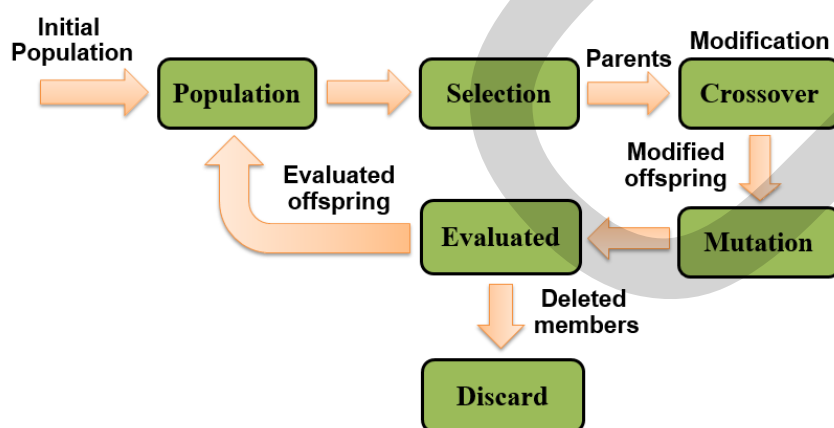 Initial
Population
Population
Selection
Parents
Modification
Crossover
Modified
offspring
Evaluated
offspring
Evaluated
Mutation
Deleted
members
Discard